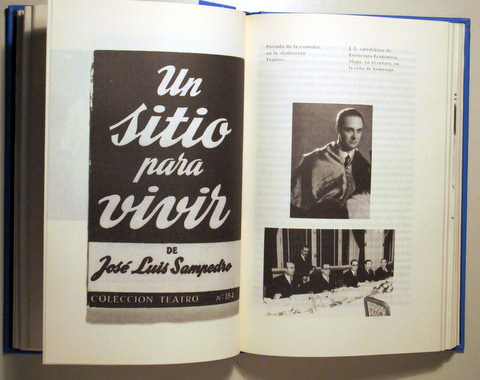 Un
sitio
para
vivir
DE
José Luis Sampedro
COLECCION TEATRO Nº 184
Portada de la comedia,
en la «Colección
Teatro».
J. L. catedrático de
Estructura Económica.
Abajo, en el centro, en
la cena de homenaje.